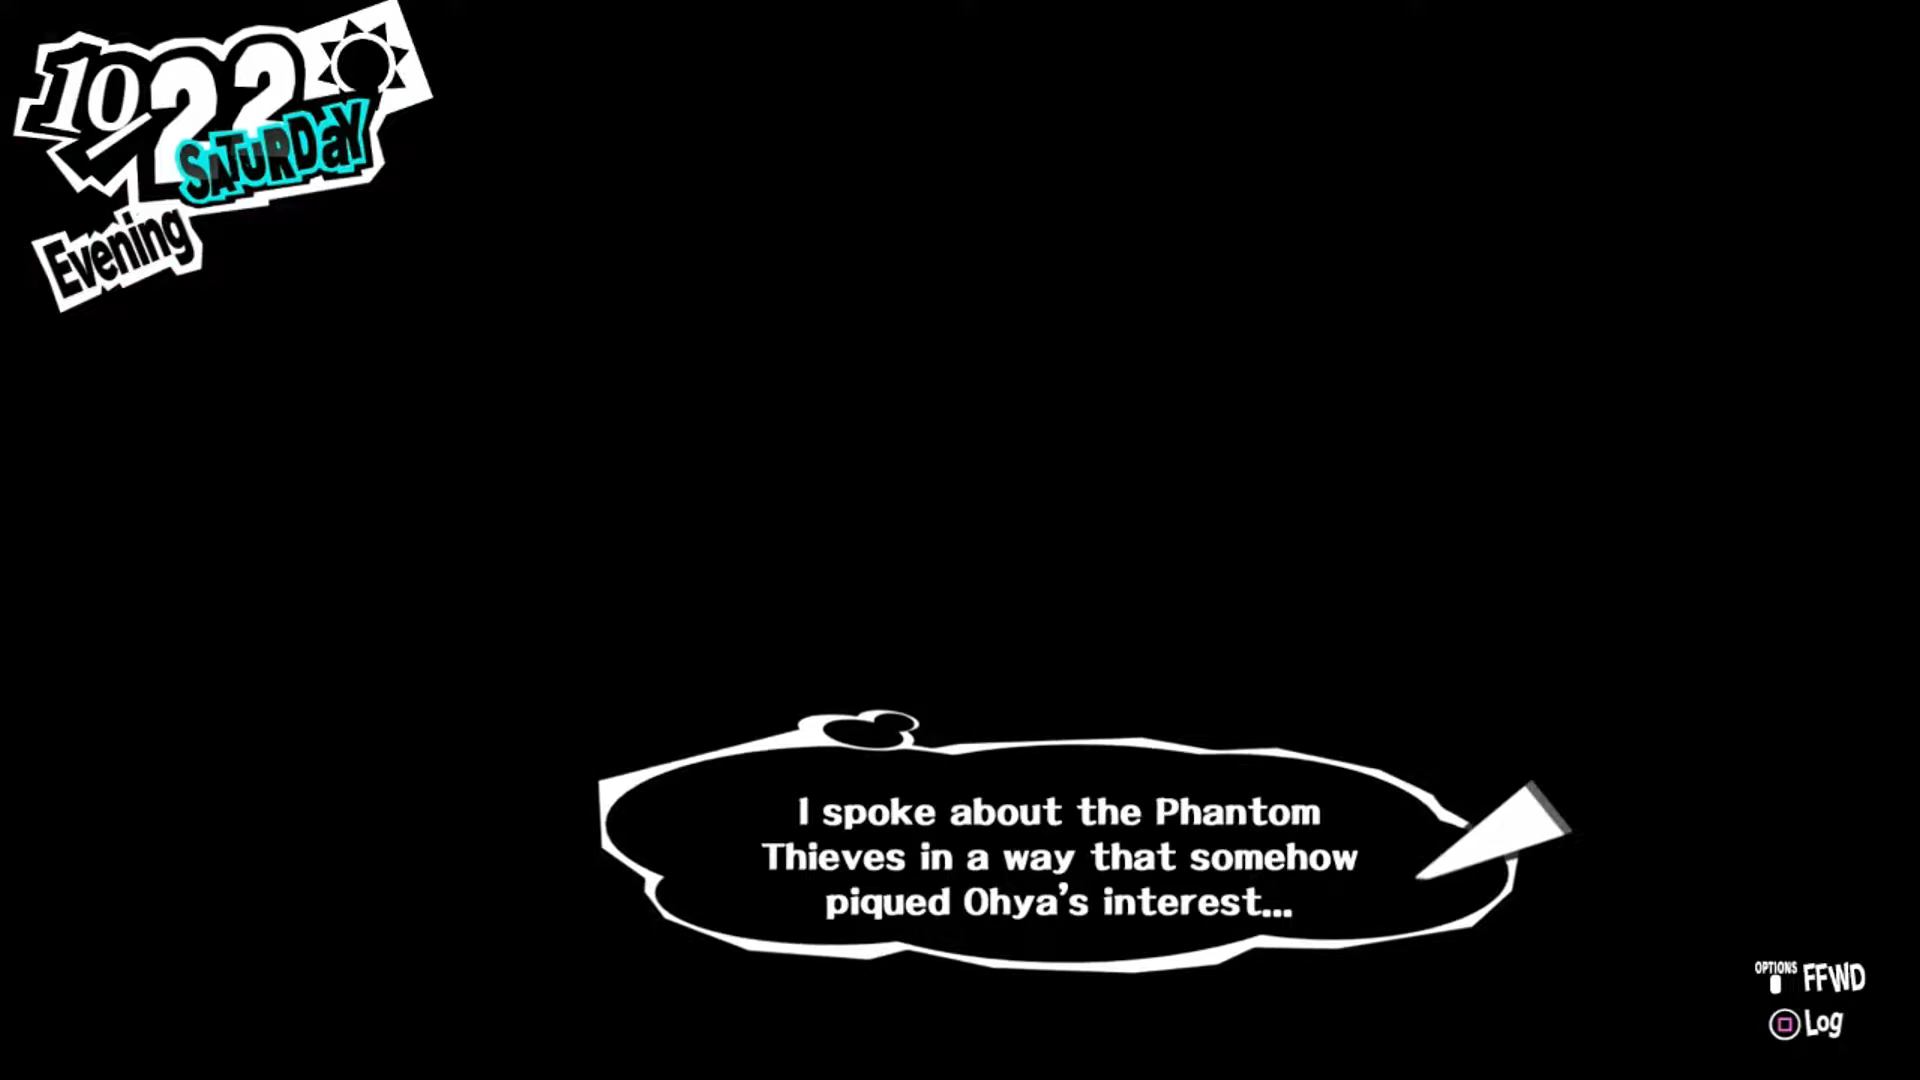 10/22
SATURDaY
Evening
I spoke about the Phantom
Thieves in a way that somehow
piqued Ohya's interest...
OPTIONS FFWD
Log